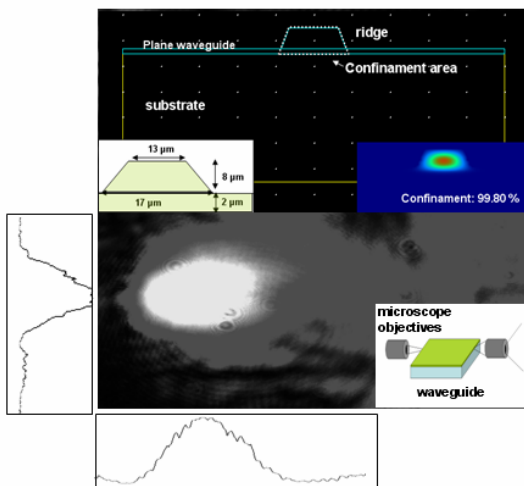 ridge
Plane waveguide
Confinament area
substrate
13 µm
8 µm
17 µm
2 µm
Confinament: 99.80 %
microscope
objectives
waveguide